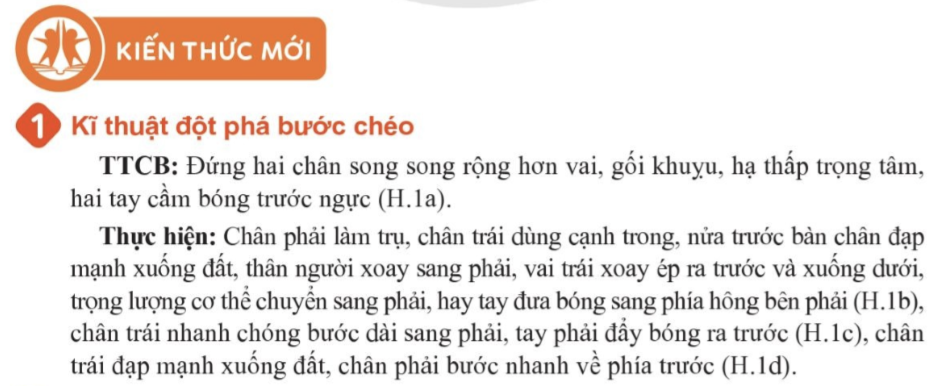 KIẾN THỨC MỚI
1 Kĩ thuật đột phá bước chéo
TTCB: Đứng hai chân song song rộng hơn vai, gối khuỵu, hạ thấp trọng tâm,
hai tay cầm bóng trước ngực (H.1a).
Thực hiện: Chân phải làm trụ, chân trái dùng cạnh trong, nửa trước bàn chân đạp
mạnh xuống đất, thân người xoay sang phải, vai trái xoay ép ra trước và xuống dưới,
trọng lượng cơ thể chuyển sang phải, hay tay đưa bóng sang phía hông bên phải (H.1b),
chân trái nhanh chóng bước dài sang phải, tay phải đẩy bóng ra trước (H.1c), chân
trái đạp mạnh xuống đất, chân phải bước nhanh về phía trước (H.1d).